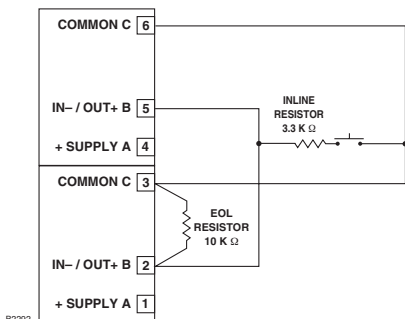 COMMON C 6
IN– / OUT+ B 5
+ SUPPLY A 4
COMMON C 3
IN– / OUT+ B 2
+ SUPPLY A 1
INLINE
RESISTOR
3.3 K Ω
EOL
RESISTOR
10 K Ω